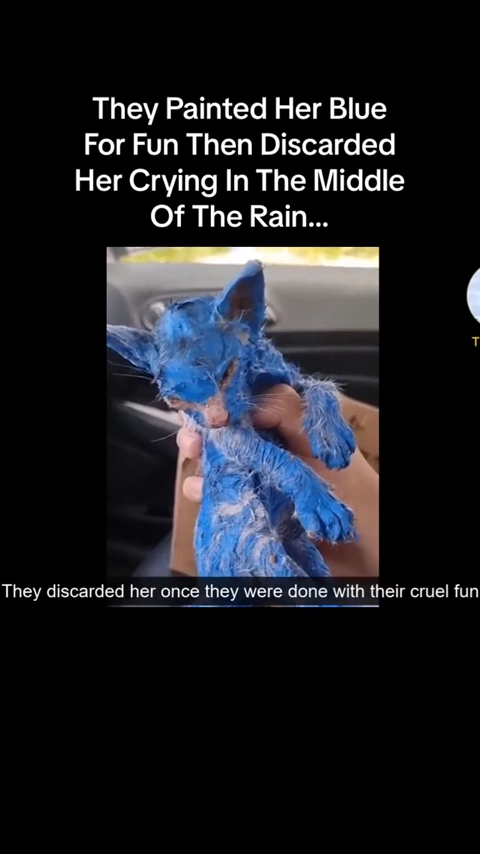 They Painted Her Blue
For Fun Then Discarded
Her Crying In The Middle
Of The Rain...
T
They discarded her once they were done with their cruel fun